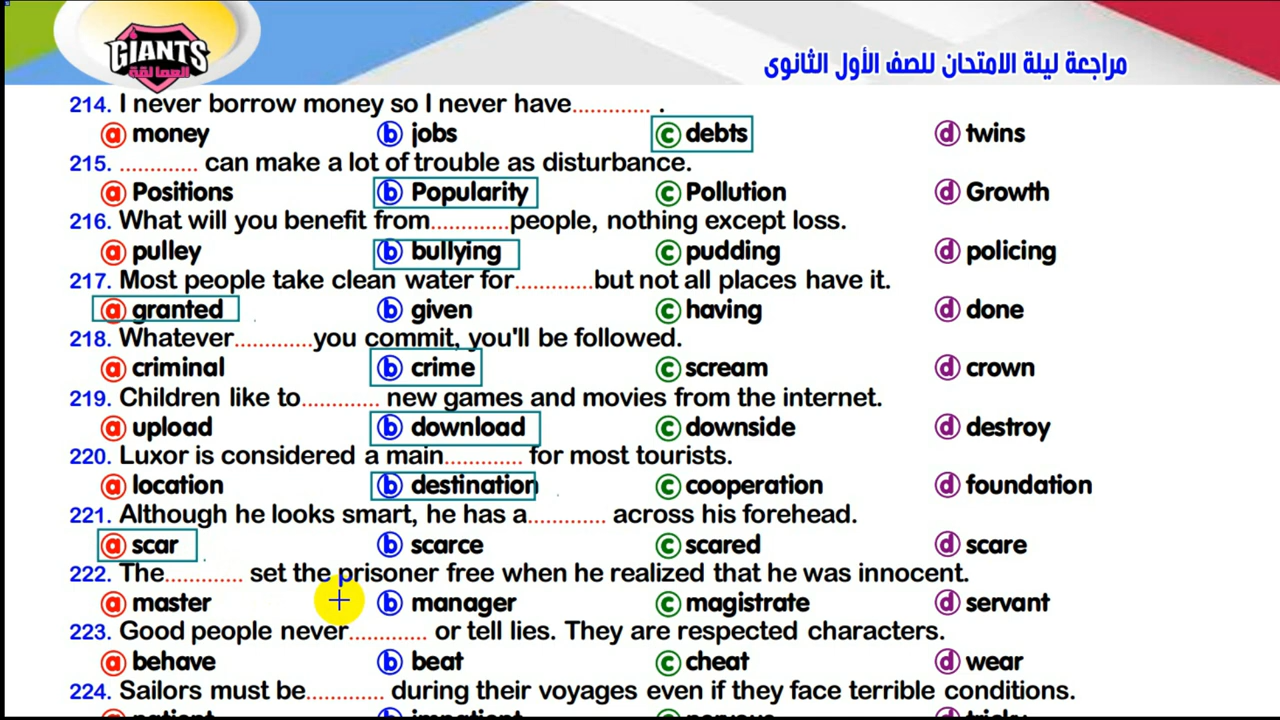 GIANTS
العمالقة
مراجعة ليلة الامتحان للصف الأول الثانوى
214. I never borrow money so I never have............. .
a money b jobs c debts d twins
215. ............. can make a lot of trouble as disturbance.
a Positions b Popularity c Pollution d Growth
216. What will you benefit from.............people, nothing except loss.
a pulley b bullying c pudding d policing
217. Most people take clean water for.............but not all places have it.
a granted b given c having d done
218. Whatever.............you commit, you'll be followed.
a criminal b crime c scream d crown
219. Children like to............. new games and movies from the internet.
a upload b download c downside d destroy
220. Luxor is considered a main............. for most tourists.
a location b destination c cooperation d foundation
221. Although he looks smart, he has a............. across his forehead.
a scar b scarce c scared d scare
222. The............. set the prisoner free when he realized that he was innocent.
a master b manager c magistrate d servant
223. Good people never............. or tell lies. They are respected characters.
a behave b beat c cheat d wear
224. Sailors must be............. during their voyages even if they face terrible conditions.
a patient b impatient c nervous d tricky